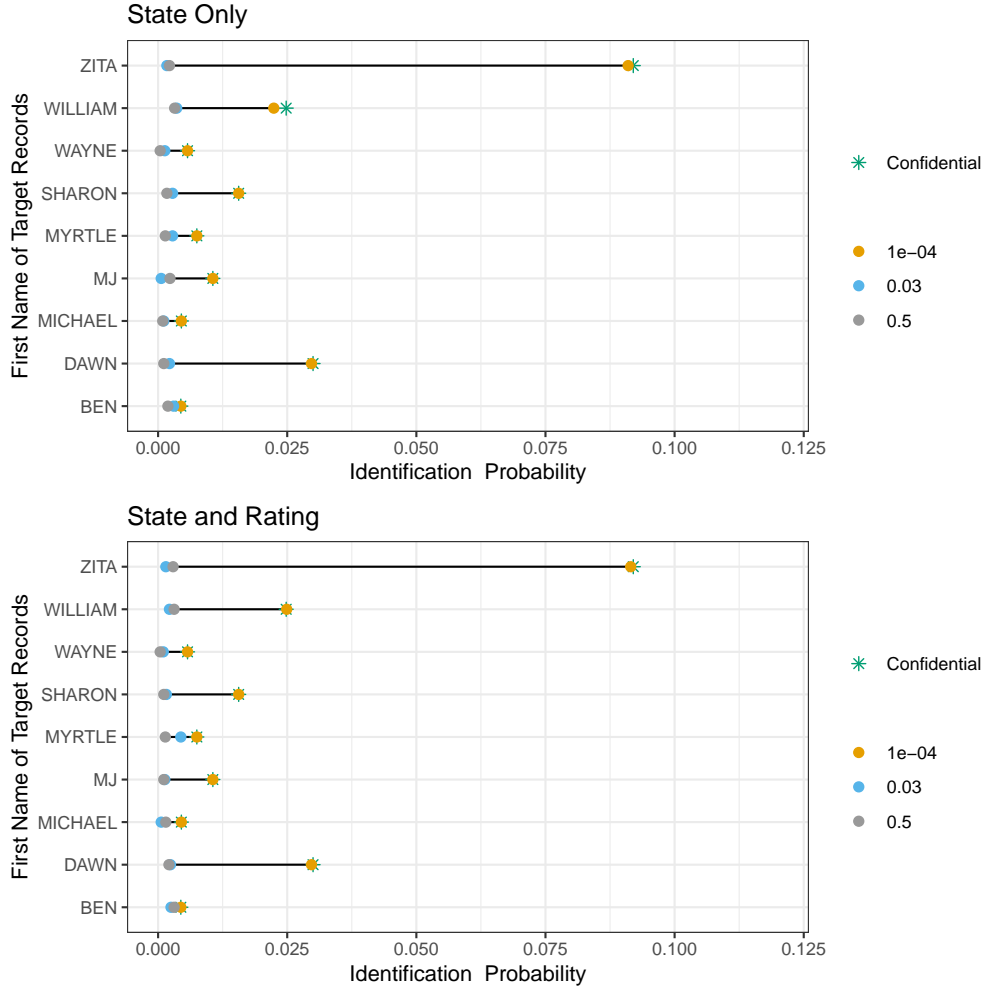 State Only
First Name of Target Records
ZITA
WILLIAM
WAYNE
SHARON
MYRTLE
MJ
MICHAEL
DAWN
BEN
0.000 0.025 0.050 0.075 0.100 0.125
Identification Probability
Confidential
1e−04
0.03
0.5
State and Rating
First Name of Target Records
ZITA
WILLIAM
WAYNE
SHARON
MYRTLE
MJ
MICHAEL
DAWN
BEN
0.000 0.025 0.050 0.075 0.100 0.125
Identification Probability
Confidential
1e−04
0.03
0.5